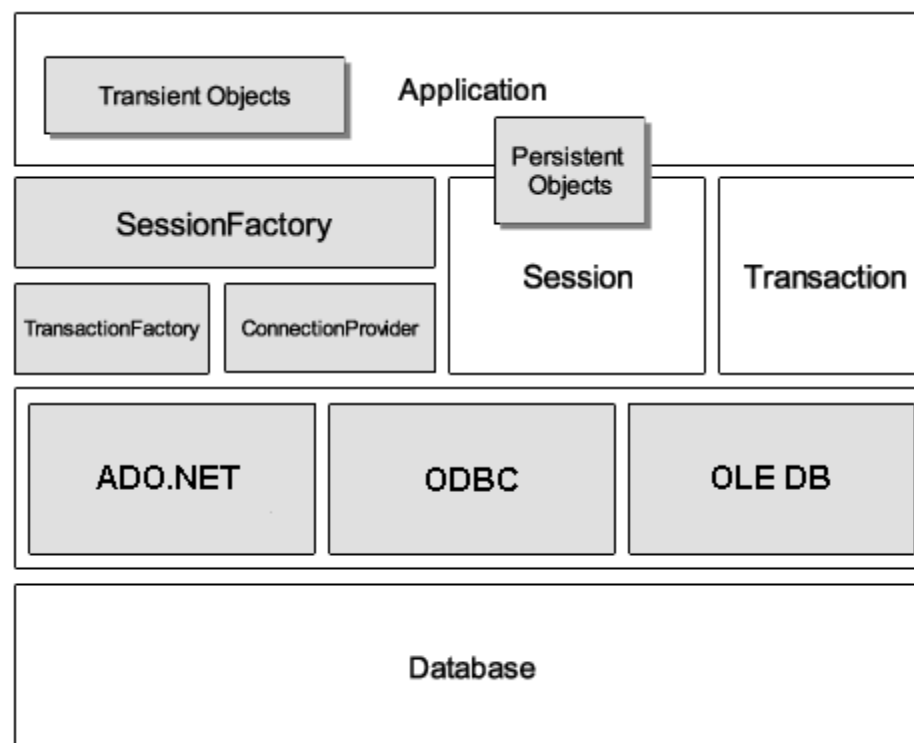 Transient Objects
Application
Persistent
Objects
SessionFactory
Session
Transaction
TransactionFactory
ConnectionProvider
ADO.NET
ODBC
OLE DB
Database